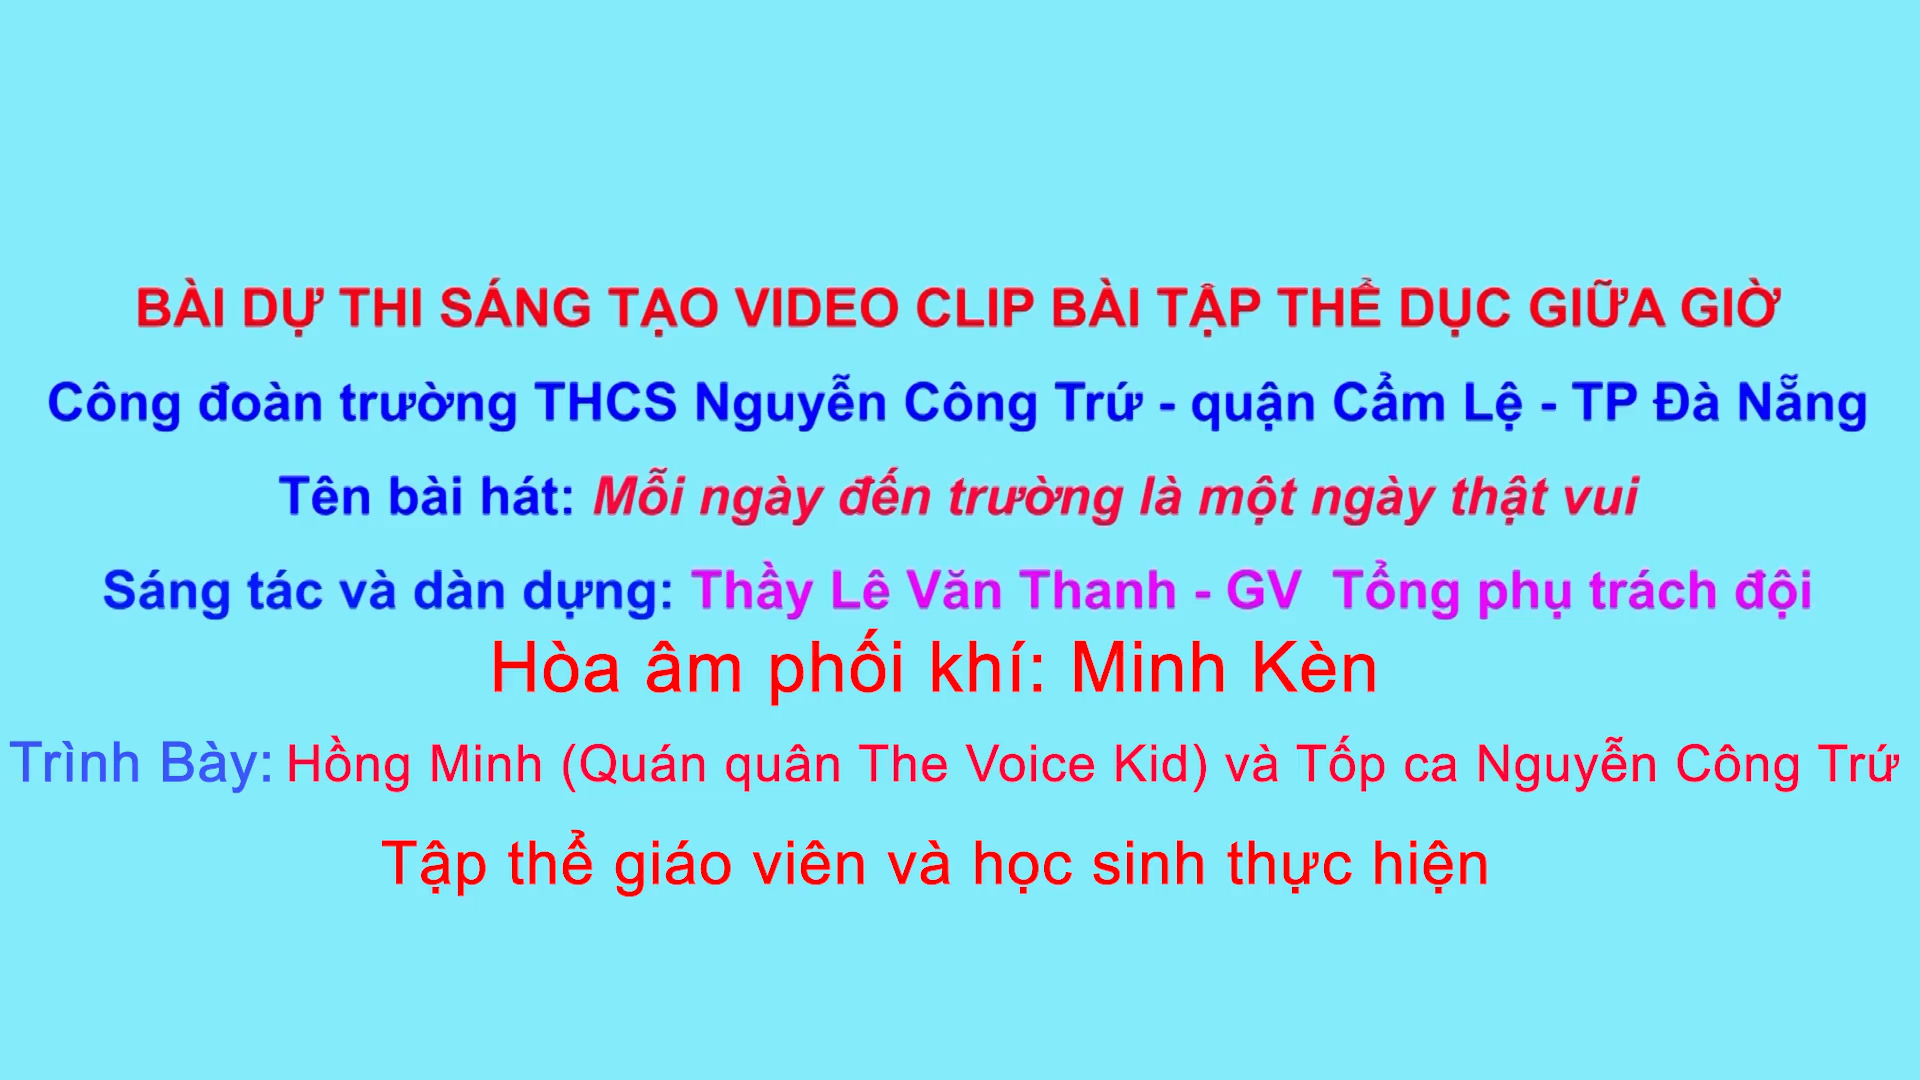 BÀI DỰ THI SÁNG TẠO VIDEO CLIP BÀI TẬP THỂ DỤC GIỮA GIỜ
Công đoàn trường THCS Nguyễn Công Trứ - quận Cẩm Lệ - TP Đà Nẵng
Tên bài hát: Mỗi ngày đến trường là một ngày thật vui
Sáng tác và dàn dựng: Thầy Lê Văn Thanh - GV Tổng phụ trách đội
Hòa âm phối khí: Minh Kèn
Trình Bày: Hồng Minh (Quán quân The Voice Kid) và Tốp ca Nguyễn Công Trứ
Tập thể giáo viên và học sinh thực hiện